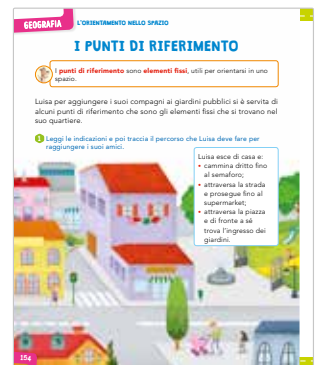 GEOGRAFIA
L'ORIENTAMENTO NELLO SPAZIO
I PUNTI DI RIFERIMENTO
I punti di riferimento sono elementi fissi, utili per orientarsi in uno
spazio.
Luisa per aggiungere i suoi compagni ai giardini pubblici si è servita di
alcuni punti di riferimento che sono gli elementi fissi che si trovano nel
suo quartiere.
1 Leggi le indicazioni e poi traccia il percorso che Luisa deve fare per
raggiungere i suoi amici.
Luisa esce di casa e:
• cammina dritto fino
al semaforo;
• attraversa la strada
e prosegue fino al
supermarket;
• attraversa la piazza
e di fronte a sé
trova l'ingresso dei
giardini.
154